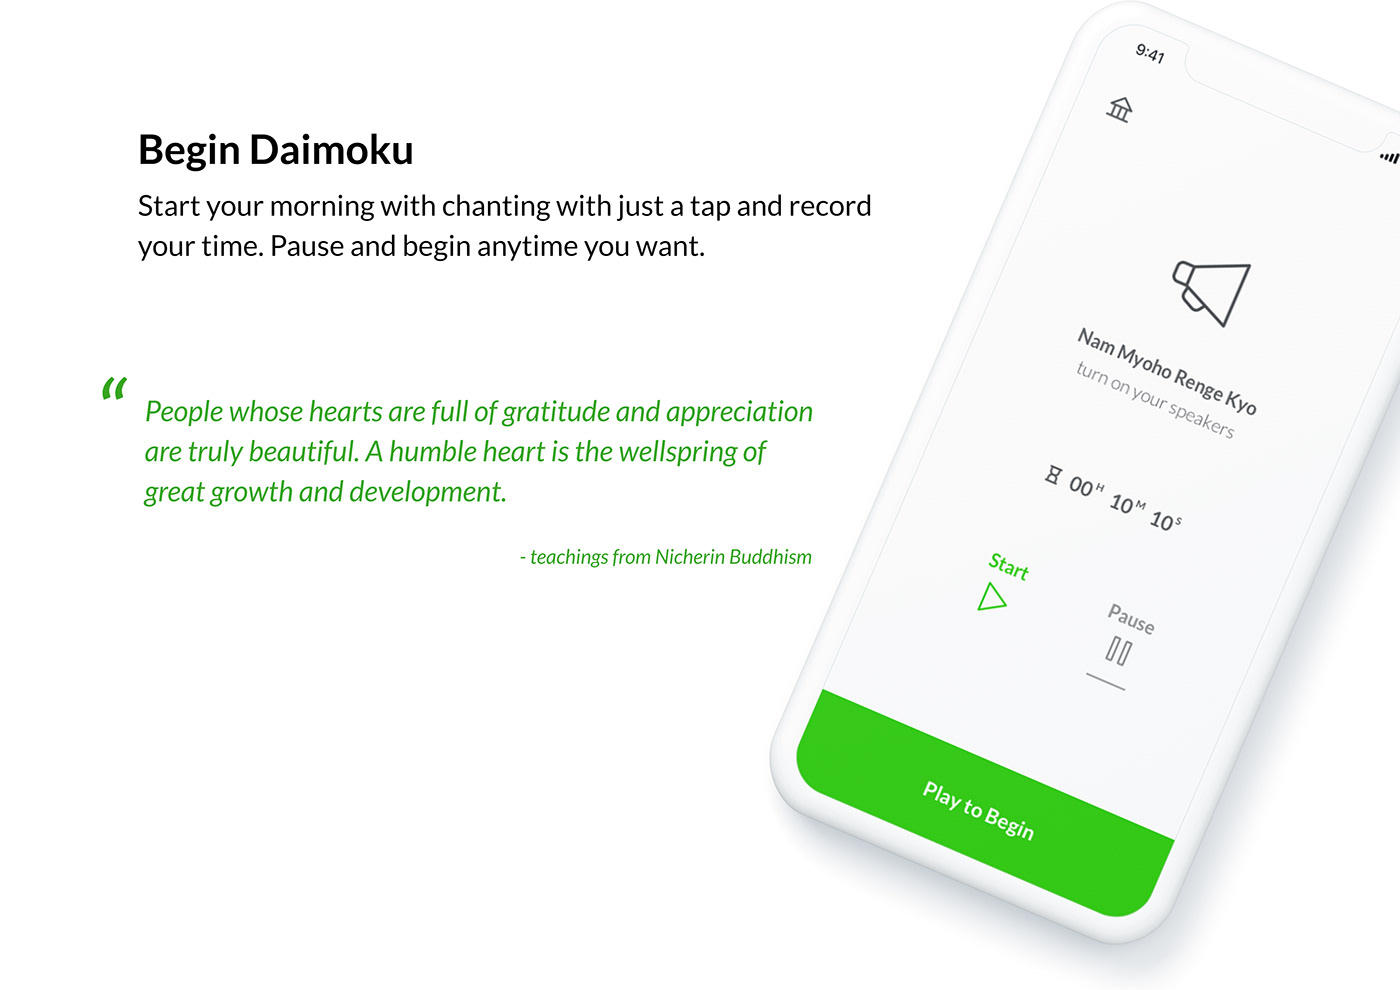 Begin Daimoku
Start your morning with chanting with just a tap and record
your time. Pause and begin anytime you want.
“
People whose hearts are full of gratitude and appreciation
are truly beautiful. A humble heart is the wellspring of
great growth and development.
- teachings from Nicherin Buddhism
9:41
Nam Myoho Renge Kyo
turn on your speakers
00H 10M 10S
Start
Pause
Play to Begin